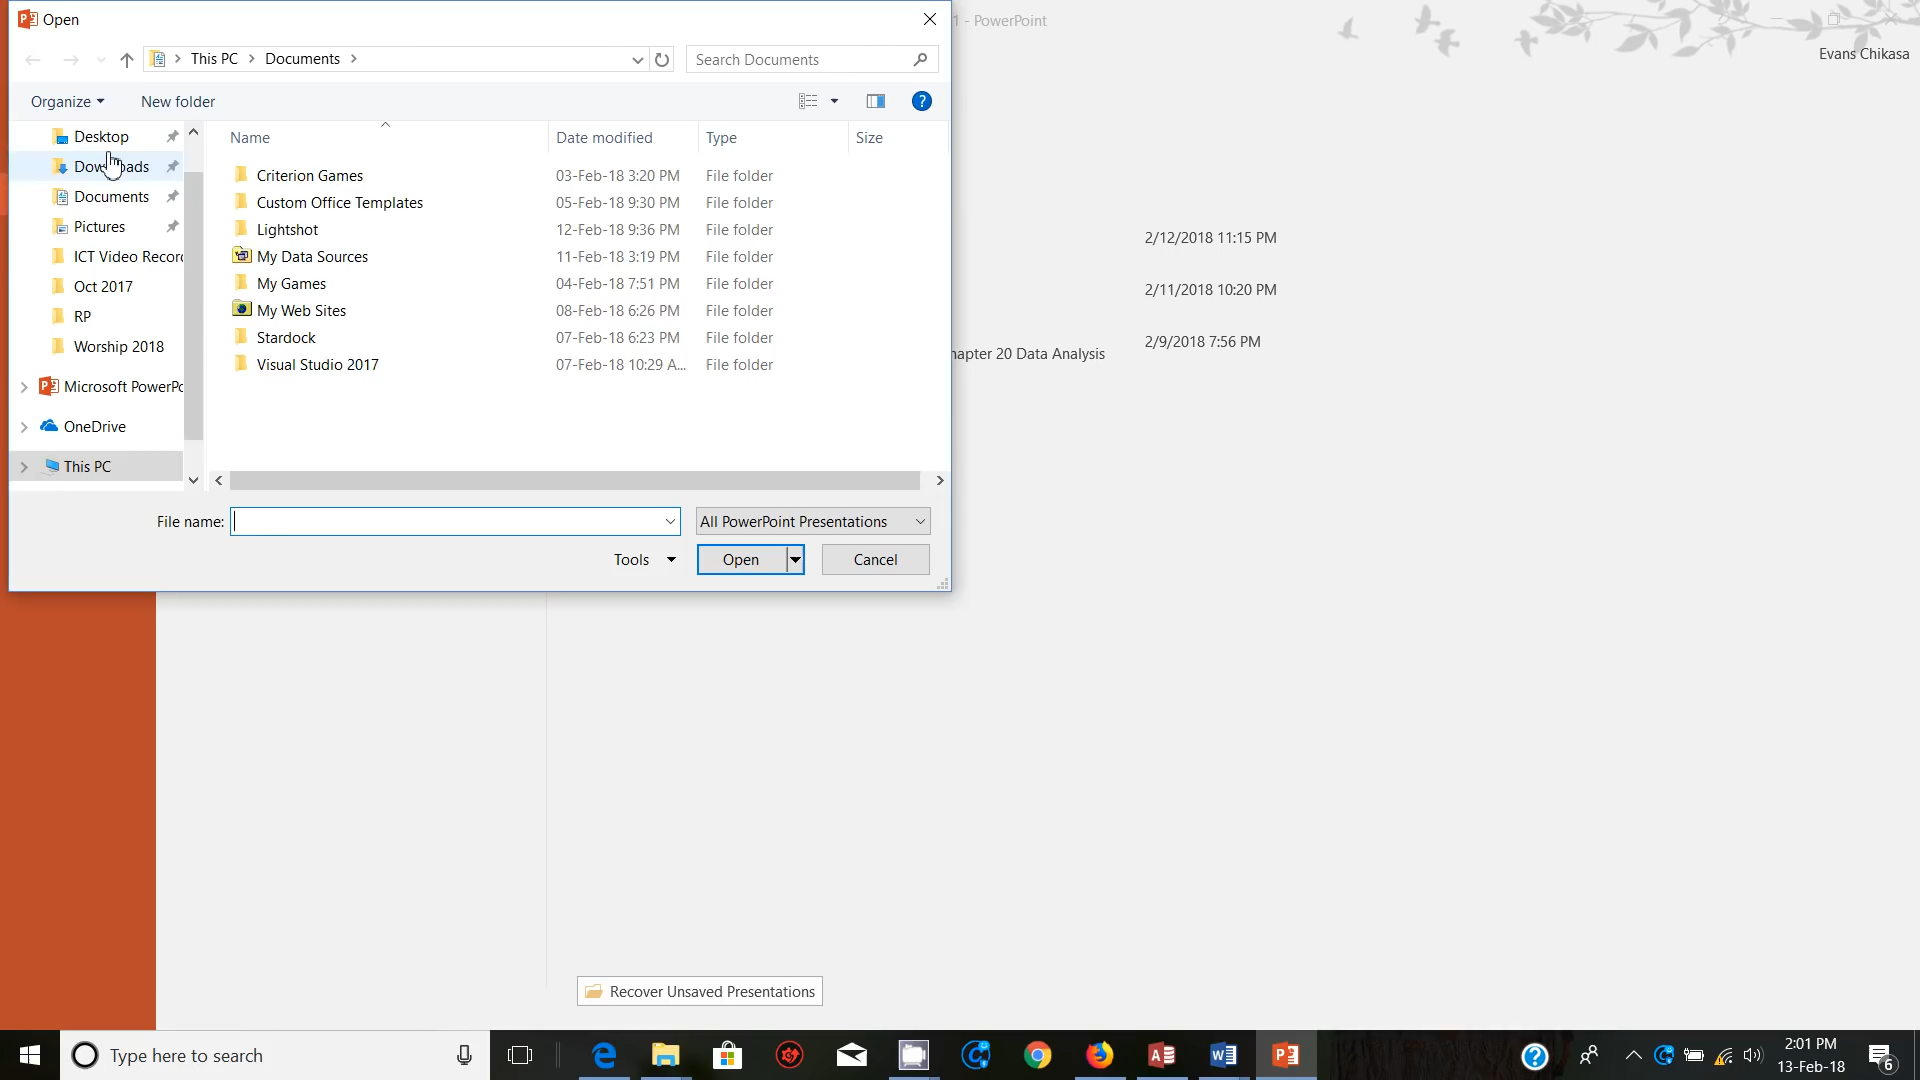 Open
1 - PowerPoint
Evans Chikasa
This PC > Documents >
Search Documents
Organize
New folder
Name
Date modified
Type
Size
Desktop
Downloads
Documents
Pictures
ICT Video Recor
Oct 2017
RP
Worship 2018
Microsoft PowerPo
OneDrive
This PC
Criterion Games 03-Feb-18 3:20 PM File folder
Custom Office Templates 05-Feb-18 9:30 PM File folder
Lightshot 12-Feb-18 9:36 PM File folder
My Data Sources 11-Feb-18 3:19 PM File folder
My Games 04-Feb-18 7:51 PM File folder
My Web Sites 08-Feb-18 6:26 PM File folder
Stardock 07-Feb-18 6:23 PM File folder
Visual Studio 2017 07-Feb-18 10:29 A... File folder
2/12/2018 11:15 PM
2/11/2018 10:20 PM
2/9/2018 7:56 PM
hapter 20 Data Analysis
File name:
All PowerPoint Presentations
Tools
Open
Cancel
Recover Unsaved Presentations
Type here to search
2:01 PM
13-Feb-18
6